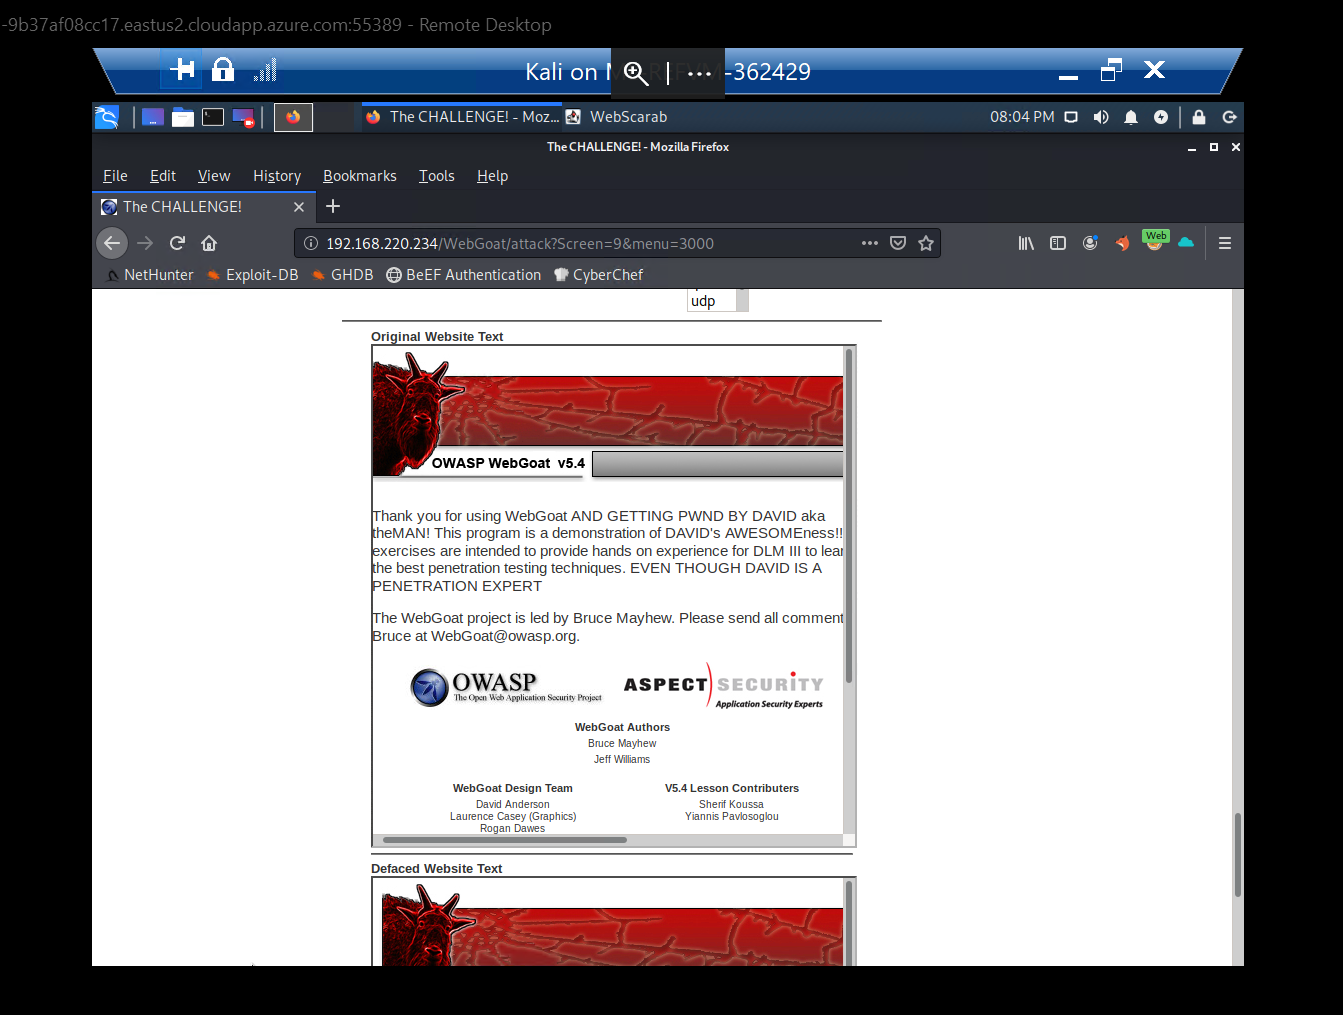 -9b37af08cc17.eastus2.cloudapp.azure.com:55389 - Remote Desktop
Kali on -362429
The CHALLENGE! - Moz...
WebScarab
08:04 PM
The CHALLENGE! - Mozilla Firefox
File Edit View History Bookmarks Tools Help
The CHALLENGE!
192.168.220.234/WebGoat/attack?Screen=9&menu=3000
Web
NetHunter Exploit-DB GHDB BeEF Authentication CyberChef
udp
Original Website Text
OWASP WebGoat v5.4
Thank you for using WebGoat AND GETTING PWND BY DAVID aka
theMAN! This program is a demonstration of DAVID's AWESOMEness!!
exercises are intended to provide hands on experience for DLM III to lear
the best penetration testing techniques. EVEN THOUGH DAVID IS A
PENETRATION EXPERT
The WebGoat project is led by Bruce Mayhew. Please send all comment
Bruce at WebGoat@owasp.org.
OWASP
The Open Web Application Security Project
ASPECT SECURITY
Application Security Experts
WebGoat Authors
Bruce Mayhew
Jeff Williams
WebGoat Design Team
David Anderson
Laurence Casey (Graphics)
Rogan Dawes
V5.4 Lesson Contributers
Sherif Koussa
Yiannis Pavlosoglou
Defaced Website Text